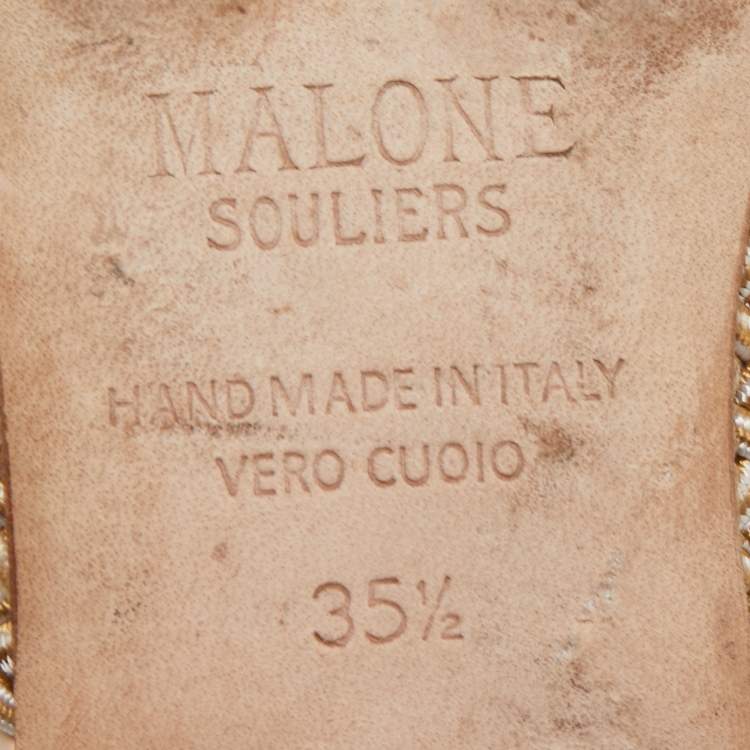 MALONE
SOULIERS
HAND MADE IN ITALY
VERO CUOIO
35½